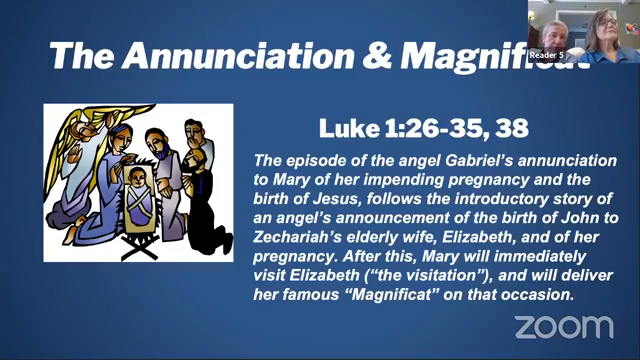 The Annunciation & Magnificat
Reader 5
Luke 1:26-35, 38
The episode of the angel Gabriel’s annunciation
to Mary of her impending pregnancy and the
birth of Jesus, follows the introductory story of
an angel’s announcement of the birth of John to
Zechariah’s elderly wife, Elizabeth, and of her
pregnancy. After this, Mary will immediately
visit Elizabeth (“the visitation”), and will deliver
her famous “Magnificat” on that occasion.
zoom